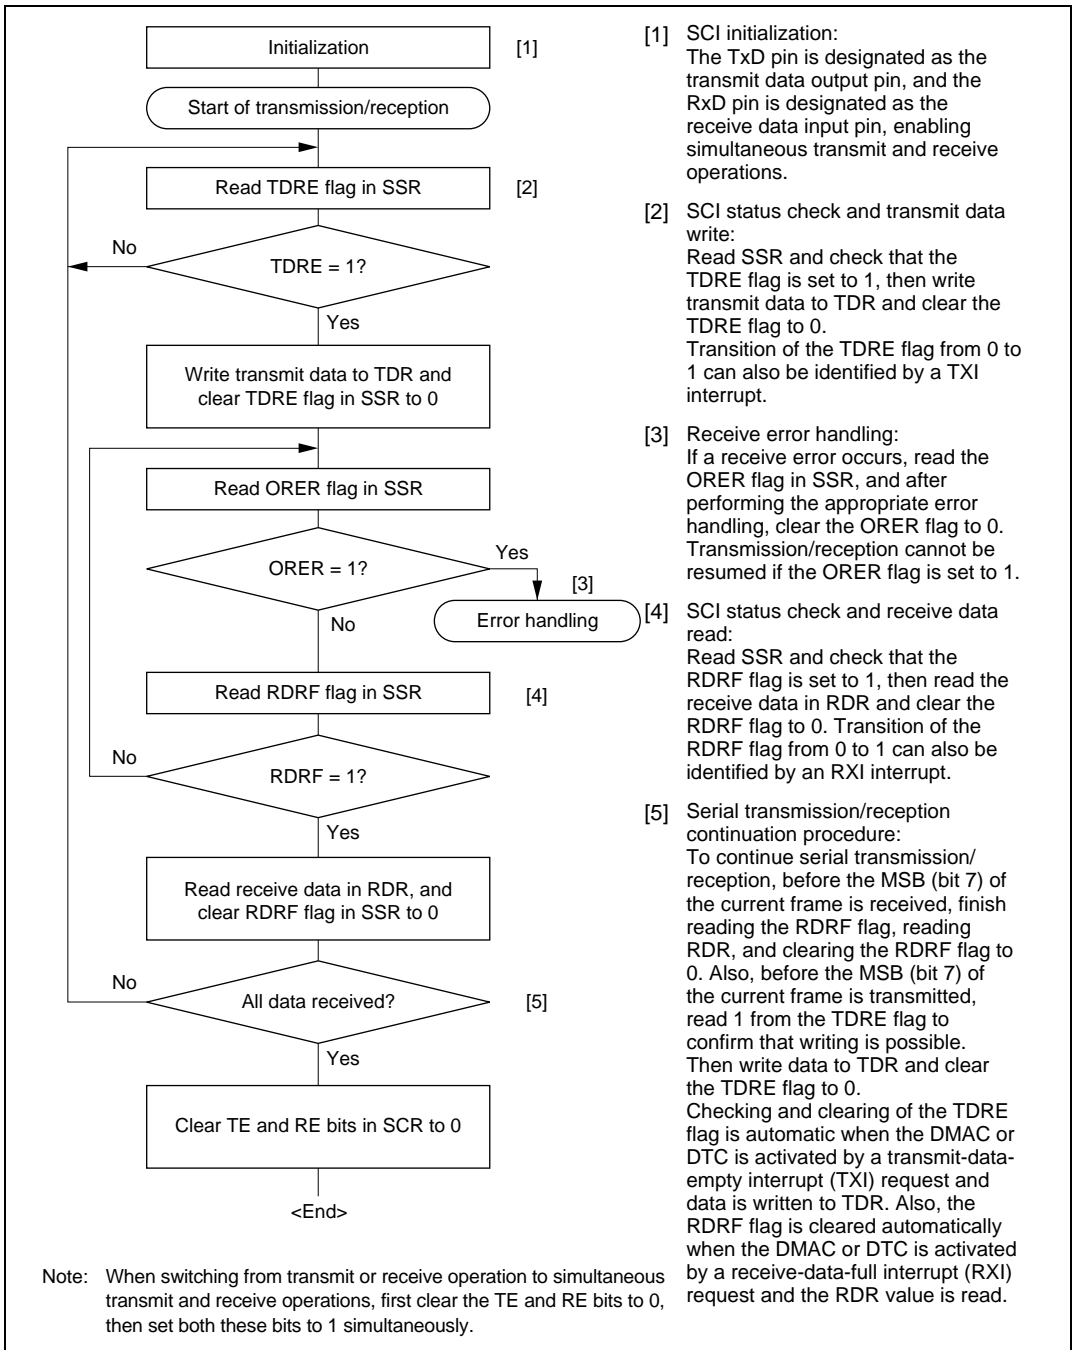 Initialization [1]
Start of transmission/reception
Read TDRE flag in SSR [2]
No
TDRE = 1?
Yes
Write transmit data to TDR and
clear TDRE flag in SSR to 0
Read ORER flag in SSR
ORER = 1?
Yes
[3]
Error handling
No
Read RDRF flag in SSR [4]
No
RDRF = 1?
Yes
Read receive data in RDR, and
clear RDRF flag in SSR to 0
No
All data received? [5]
Yes
Clear TE and RE bits in SCR to 0
<End>
[1] SCI initialization:
The TxD pin is designated as the
transmit data output pin, and the
RxD pin is designated as the
receive data input pin, enabling
simultaneous transmit and receive
operations.
[2] SCI status check and transmit data
write:
Read SSR and check that the
TDRE flag is set to 1, then write
transmit data to TDR and clear the
TDRE flag to 0.
Transition of the TDRE flag from 0 to
1 can also be identified by a TXI
interrupt.
[3] Receive error handling:
If a receive error occurs, read the
ORER flag in SSR, and after
performing the appropriate error
handling, clear the ORER flag to 0.
Transmission/reception cannot be
resumed if the ORER flag is set to 1.
[4] SCI status check and receive data
read:
Read SSR and check that the
RDRF flag is set to 1, then read the
receive data in RDR and clear the
RDRF flag to 0. Transition of the
RDRF flag from 0 to 1 can also be
identified by an RXI interrupt.
[5] Serial transmission/reception
continuation procedure:
To continue serial transmission/
reception, before the MSB (bit 7) of
the current frame is received, finish
reading the RDRF flag, reading
RDR, and clearing the RDRF flag to
0. Also, before the MSB (bit 7) of
the current frame is transmitted,
read 1 from the TDRE flag to
confirm that writing is possible.
Then write data to TDR and clear
the TDRE flag to 0.
Checking and clearing of the TDRE
flag is automatic when the DMAC or
DTC is activated by a transmit-data-
empty interrupt (TXI) request and
data is written to TDR. Also, the
RDRF flag is cleared automatically
when the DMAC or DTC is activated
by a receive-data-full interrupt (RXI)
request and the RDR value is read.
Note: When switching from transmit or receive operation to simultaneous
transmit and receive operations, first clear the TE and RE bits to 0,
then set both these bits to 1 simultaneously.